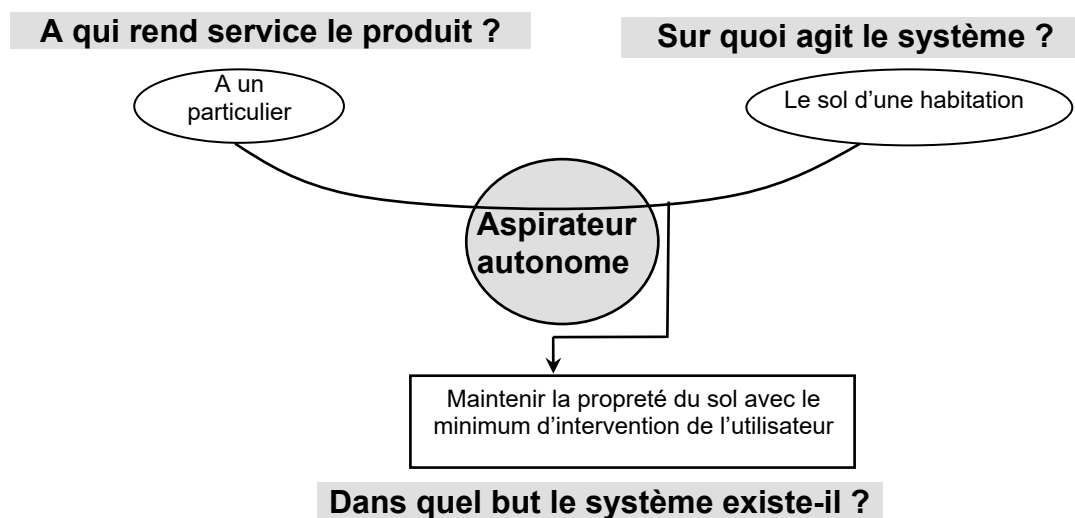 A qui rend service le produit ?
Sur quoi agit le système ?
A un
particulier
Le sol d’une habitation
Aspirateur
autonome
Maintenir la propreté du sol avec le
minimum d’intervention de l’utilisateur
Dans quel but le système existe-il ?